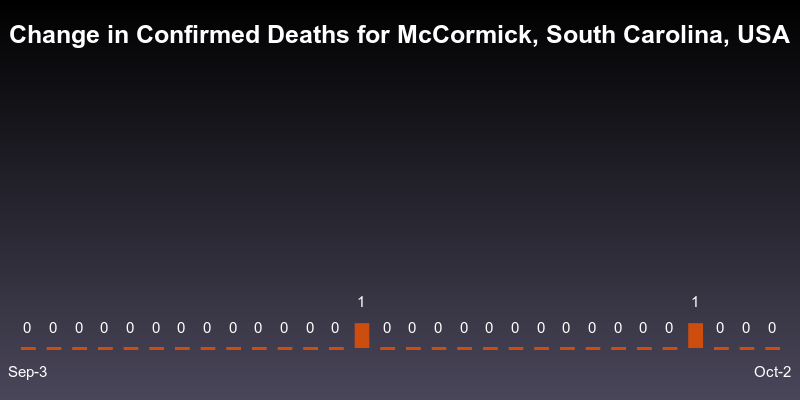 Change in Confirmed Deaths for McCormick, South Carolina, USA
1 1
0 0 0 0 0 0 0 0 0 0 0 0 0 0 0 0 0 0 0 0 0 0 0 0 0 0 0 0
Sep-3 Oct-2